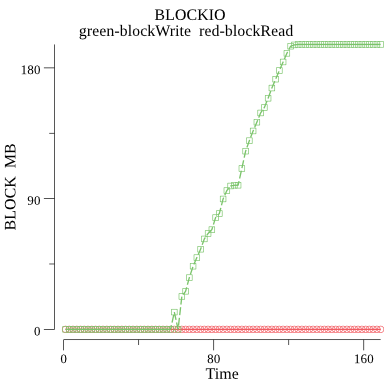 BLOCKIO
green-blockWrite red-blockRead
180
90
0
BLOCK MB
0 80 160
Time